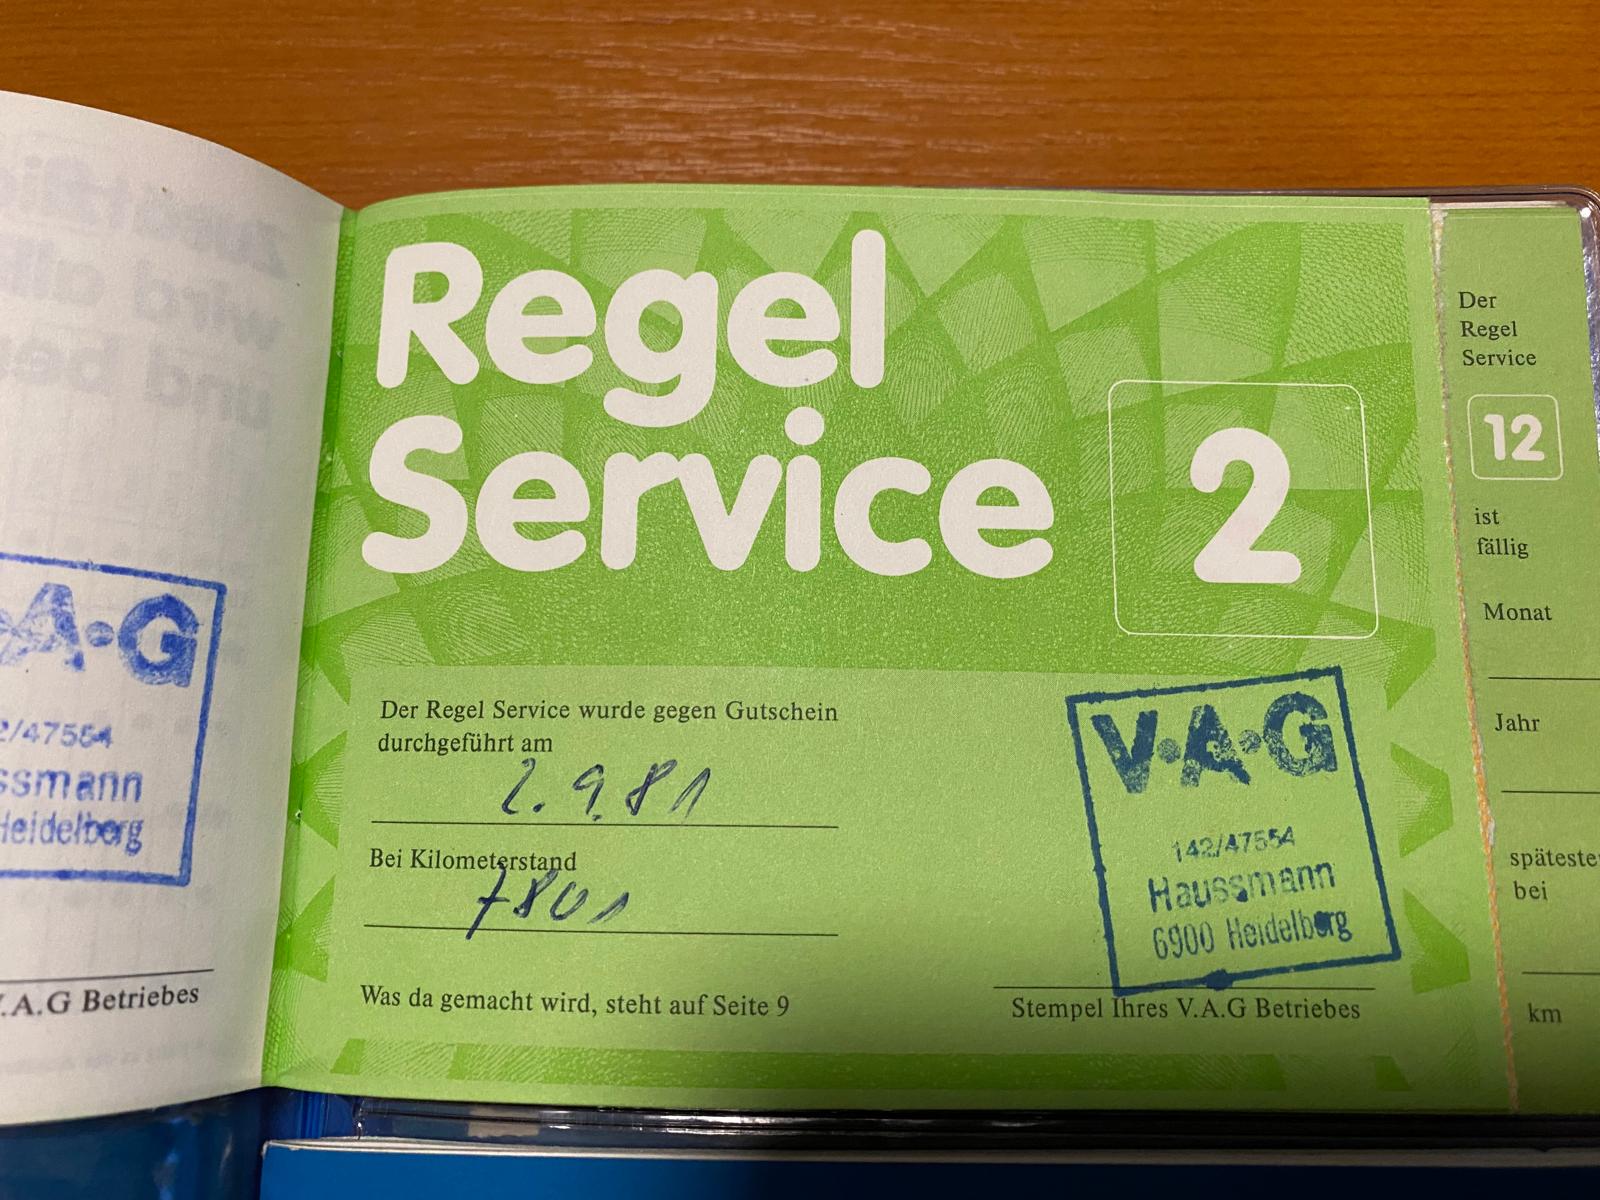 A•G
2/47554
ssmann
Heidelberg
.A.G Betriebes
Regel
Service 2
Der Regel Service wurde gegen Gutschein
durchgeführt am
2.9.81
Bei Kilometerstand
7801
Was da gemacht wird, steht auf Seite 9
V•A•G
142/47554
Haussmann
6900 Heidelberg
Stempel Ihres V.A.G Betriebes
Der
Regel
Service
12
ist
fällig
Monat
Jahr
späteste
bei
km